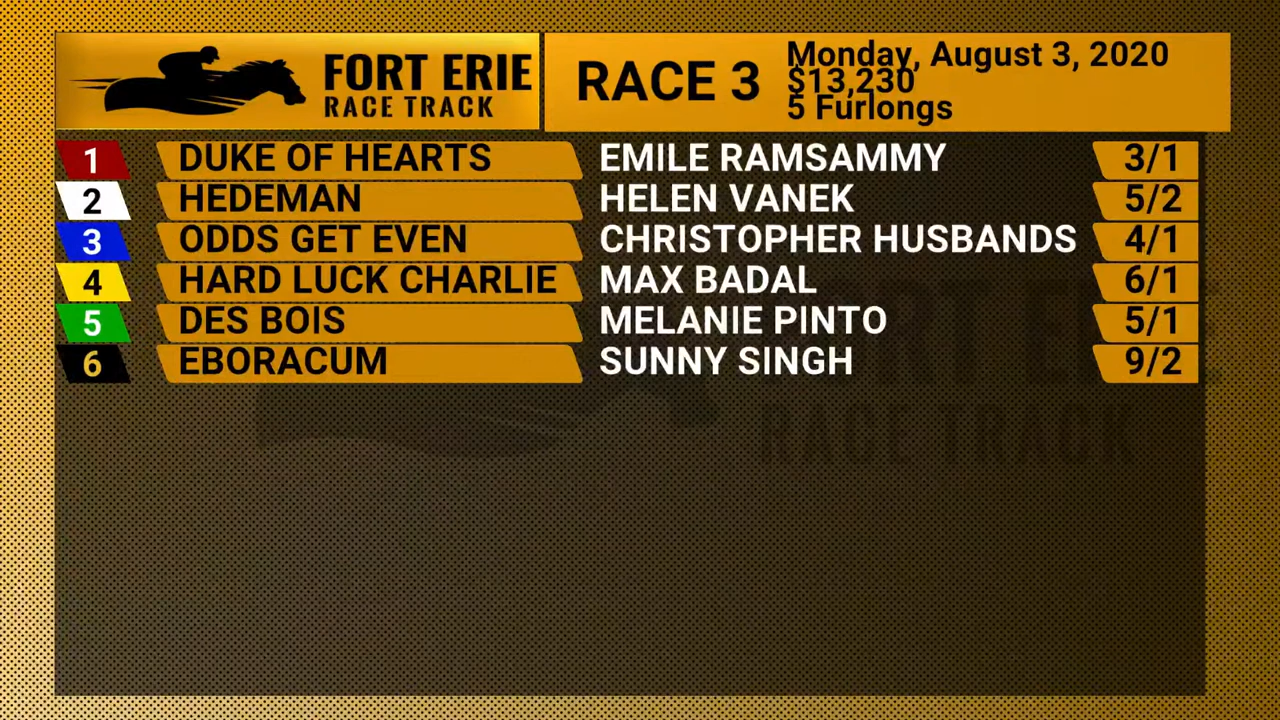 FORT ERIE
RACE TRACK
RACE 3
Monday, August 3, 2020
$13,230
5 Furlongs
1 DUKE OF HEARTS EMILE RAMSAMMY 3/1
2 HEDEMAN HELEN VANEK 5/2
3 ODDS GET EVEN CHRISTOPHER HUSBANDS 4/1
4 HARD LUCK CHARLIE MAX BADAL 6/1
5 DES BOIS MELANIE PINTO 5/1
6 EBORACUM SUNNY SINGH 9/2
RACE TRACK